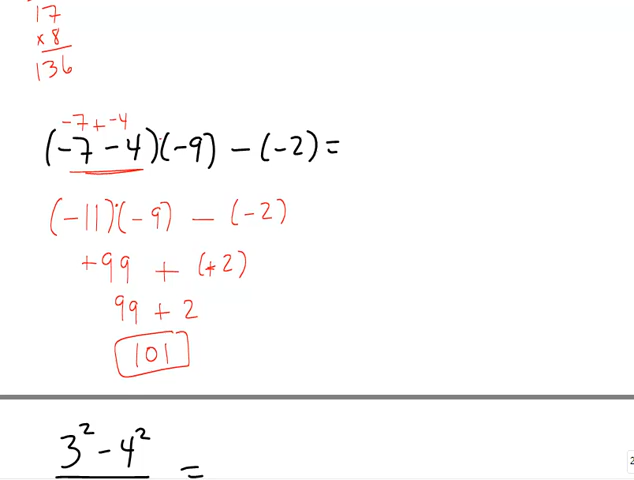 17
× 8
136
-7 + -4
(-7 - 4)(-9) - (-2) =
(-11)·(-9) - (-2)
+99 + (+2)
99 + 2
101
3² - 4²
=
2